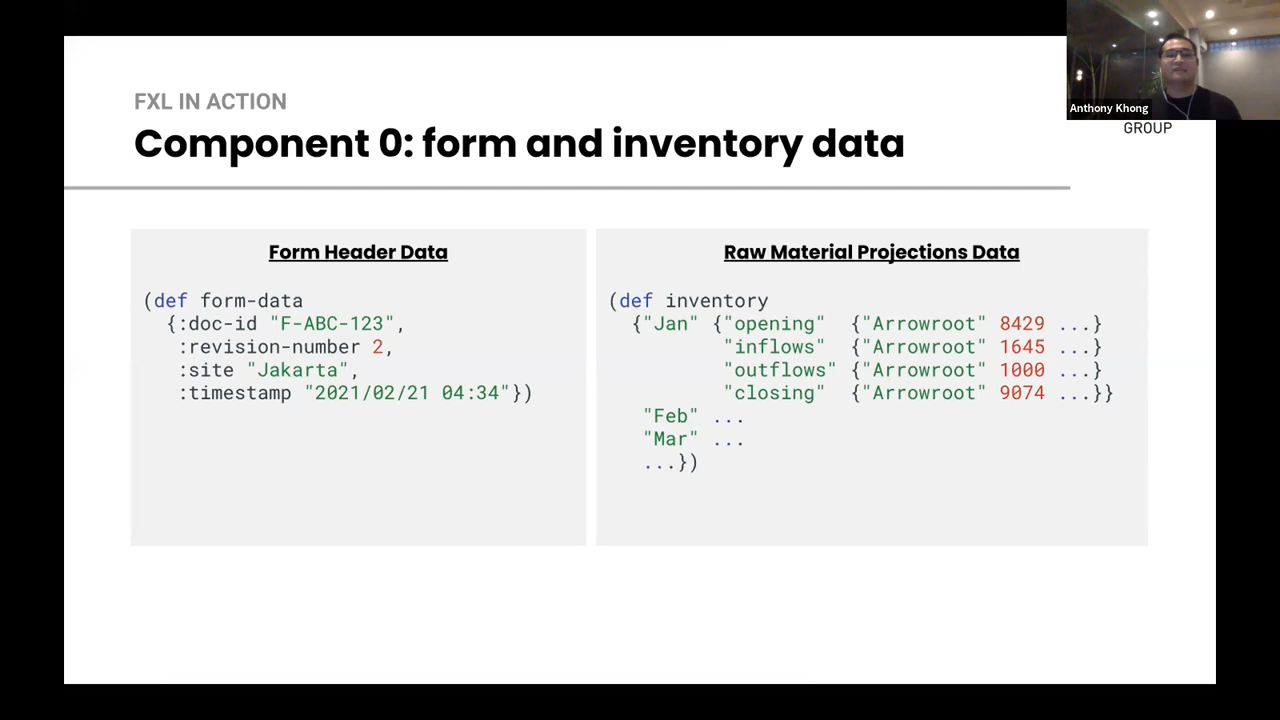 FXL IN ACTION
Component 0: form and inventory data
Anthony Khong
GROUP
Form Header Data
(def form-data
{:doc-id "F-ABC-123",
:revision-number 2,
:site "Jakarta",
:timestamp "2021/02/21 04:34"})
Raw Material Projections Data
(def inventory
{"Jan" {"opening" {"Arrowroot" 8429 ...}
"inflows" {"Arrowroot" 1645 ...}
"outflows" {"Arrowroot" 1000 ...}
"closing" {"Arrowroot" 9074 ...}}
"Feb" ...
"Mar" ...
...})